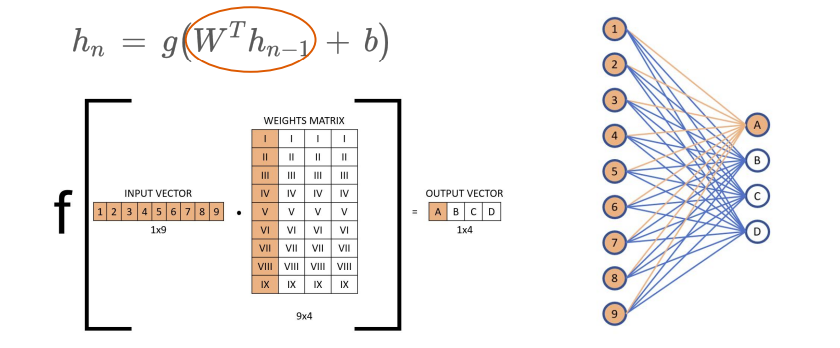 hₙ = g(Wᵀhₙ₋₁ + b)
f
INPUT VECTOR
1 2 3 4 5 6 7 8 9
1x9
•
WEIGHTS MATRIX
I I I I
II II II II
III III III III
IV IV IV IV
V V V V
VI VI VI VI
VII VII VII VII
VIII VIII VIII VIII
IX IX IX IX
9x4
=
OUTPUT VECTOR
A B C D
1x4
1
2
3
4
5
6
7
8
9
A
B
C
D